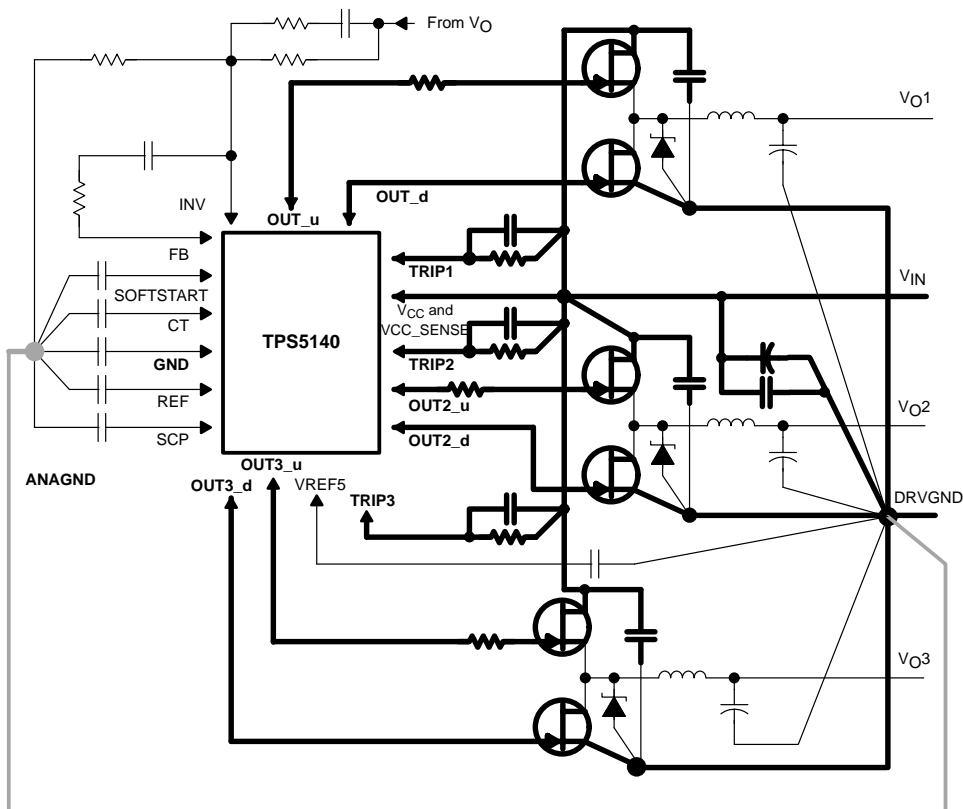 From VO
VO1
INV
OUT_u
OUT_d
FB
TRIP1
SOFTSTART
VIN
CT
VCC and
VCC_SENSE
TPS5140
GND
TRIP2
REF
OUT2_u
VO2
SCP
OUT2_d
ANAGND
OUT3_u
OUT3_d
VREF5
TRIP3
DRVGND
VO3